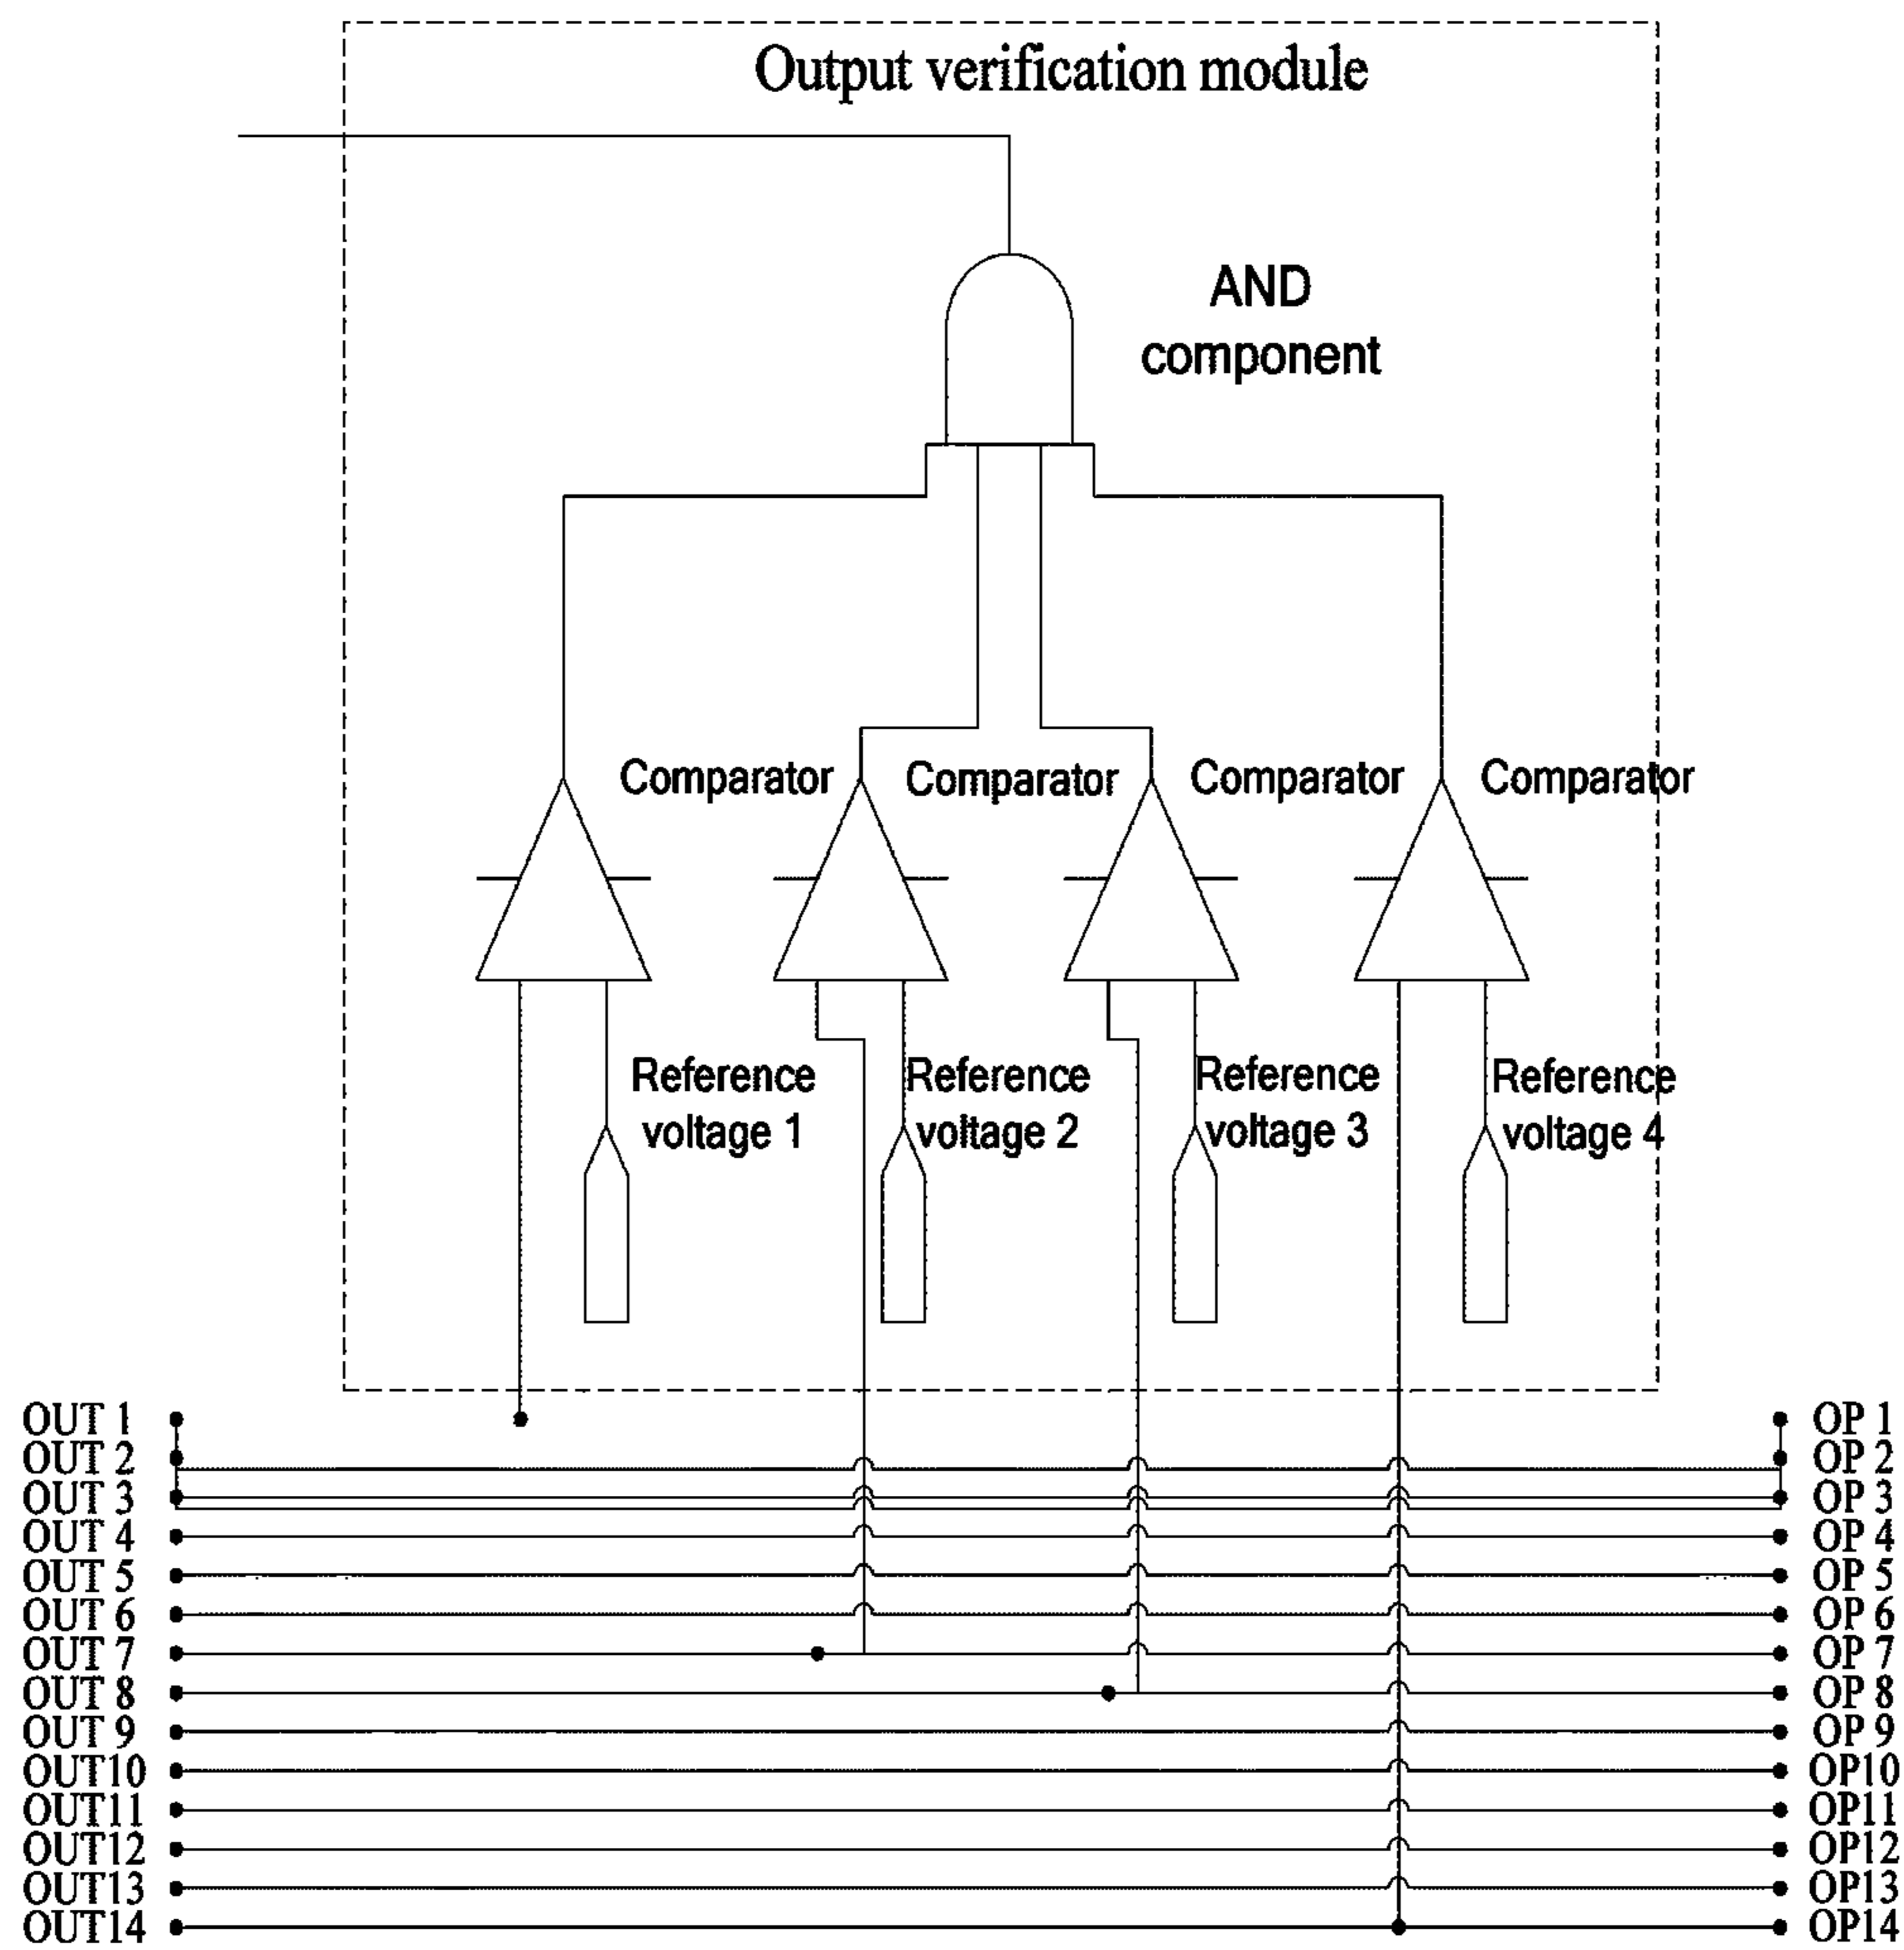 Output verification module
AND
component
Comparator
Comparator
Comparator
Comparator
Reference
voltage 1
Reference
voltage 2
Reference
voltage 3
Reference
voltage 4
OUT 1
OP 1
OUT 2
OP 2
OUT 3
OP 3
OUT 4
OP 4
OUT 5
OP 5
OUT 6
OP 6
OUT 7
OP 7
OUT 8
OP 8
OUT 9
OP 9
OUT10
OP10
OUT11
OP11
OUT12
OP12
OUT13
OP13
OUT14
OP14